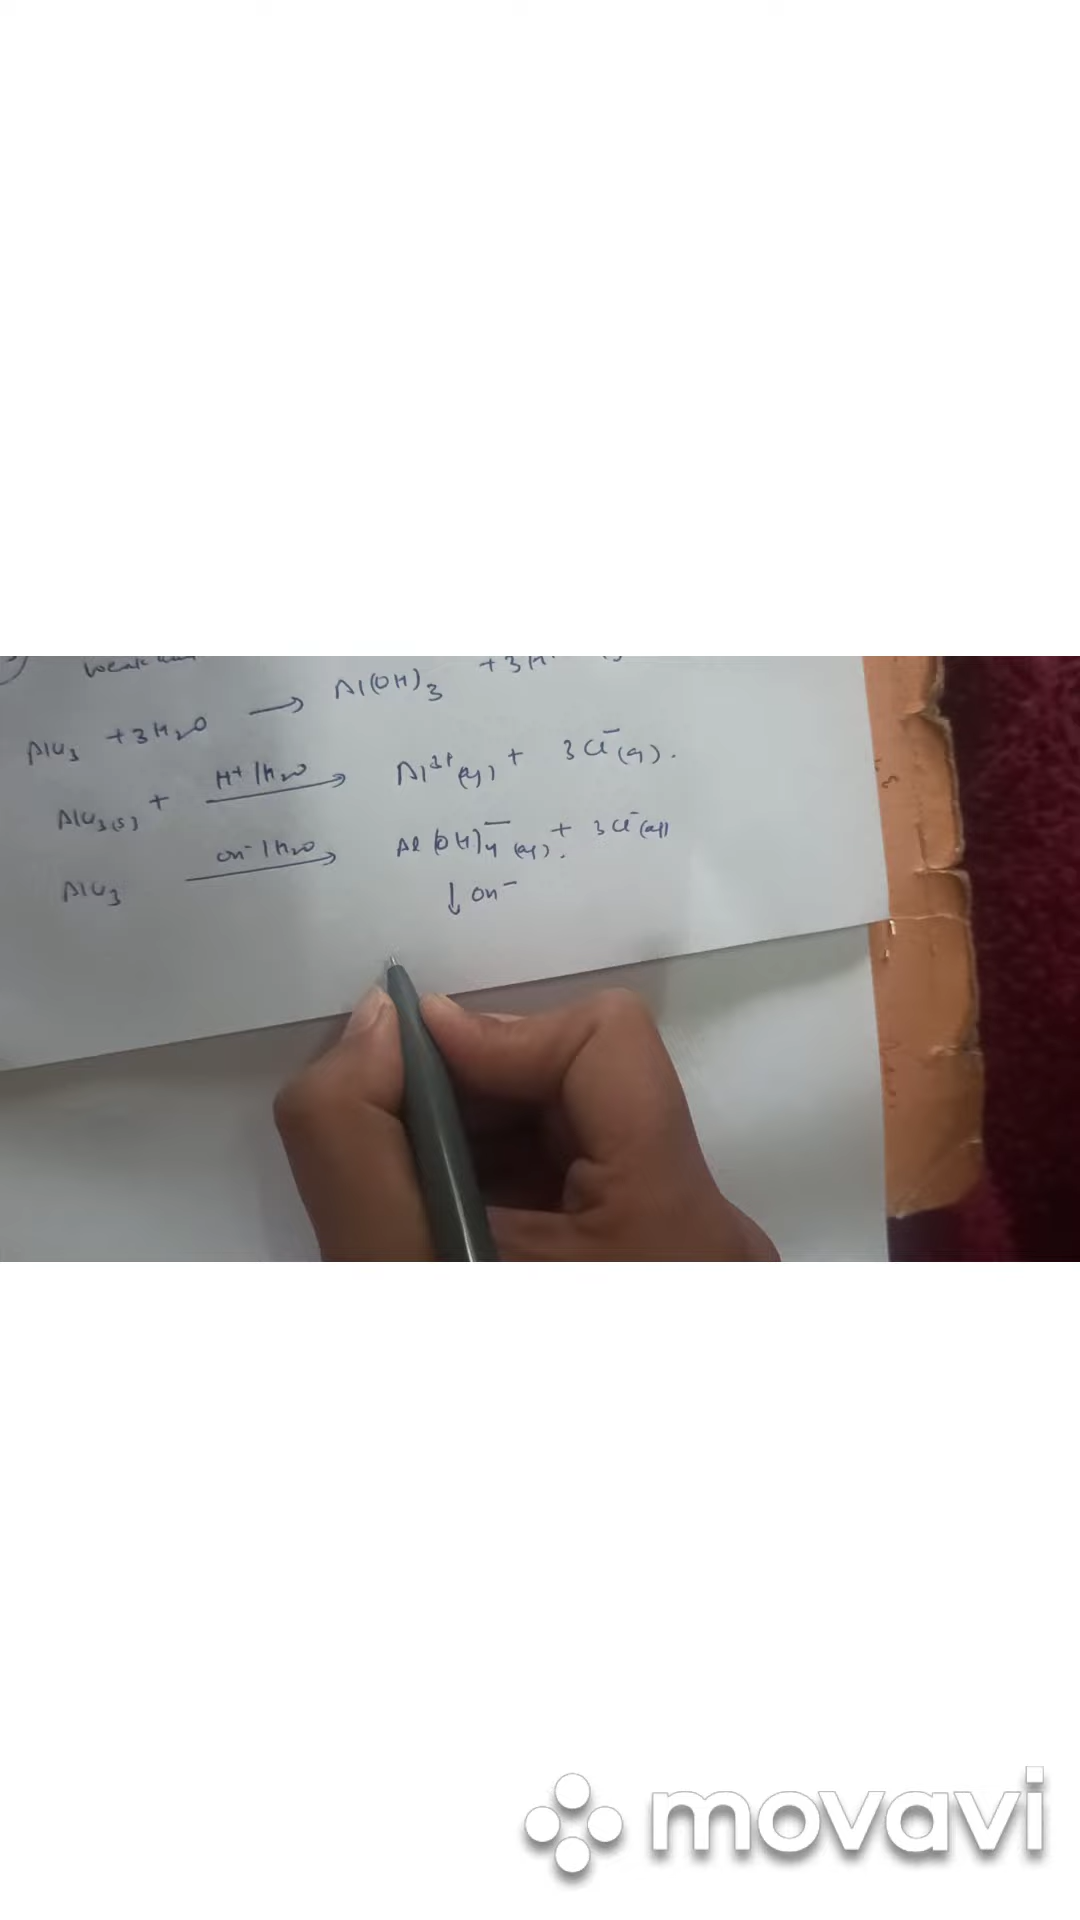 AlCl3 + 3H2O → Al(OH)3 + 3H
AlCl3(s) + H+/H2O → Al3+(aq) + 3Cl-(aq).
AlCl3 OH-/H2O → Al(OH)4-(aq). + 3Cl-(aq)
↓ OH-
movavi